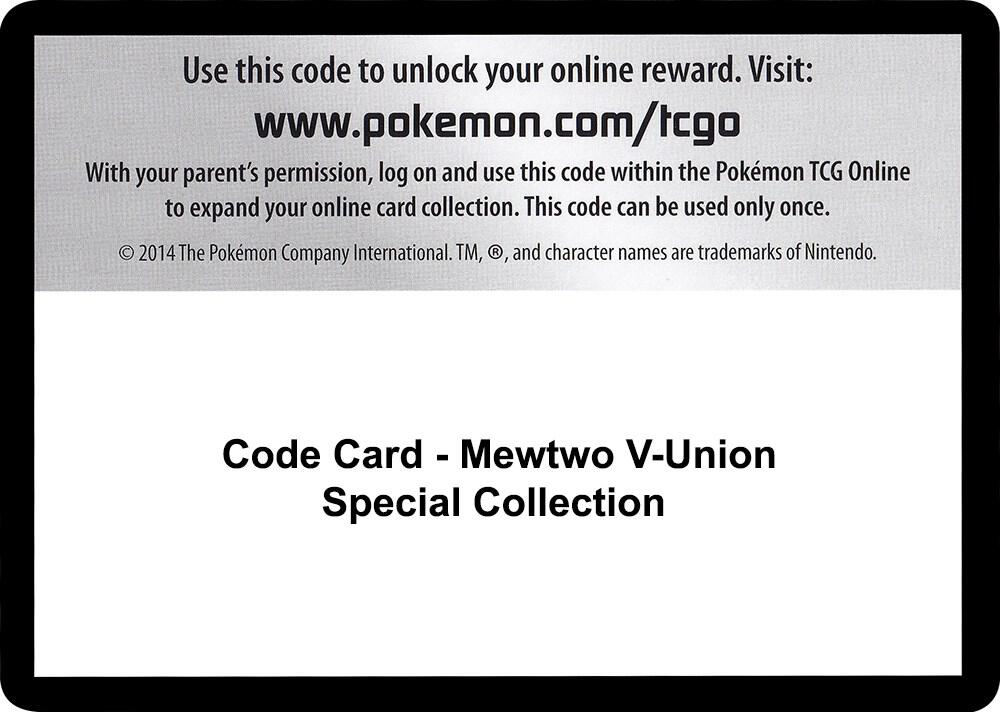 Use this code to unlock your online reward. Visit:
www.pokemon.com/tcgo
With your parent's permission, log on and use this code within the Pokémon TCG Online
to expand your online card collection. This code can be used only once.
© 2014 The Pokémon Company International. TM, ®, and character names are trademarks of Nintendo.
Code Card - Mewtwo V-Union
Special Collection